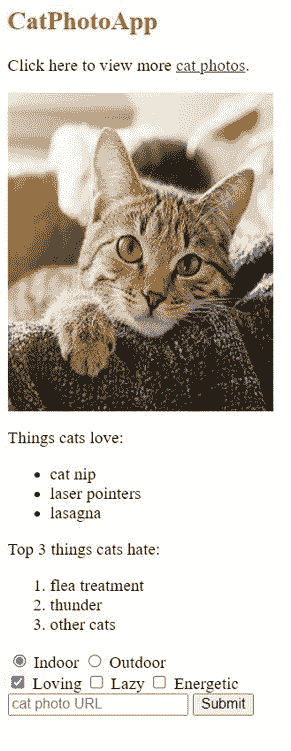 CatPhotoApp
Click here to view more cat photos.
Things cats love:
cat nip
laser pointers
lasagna
Top 3 things cats hate:
1. flea treatment
2. thunder
3. other cats
Indoor Outdoor
Loving Lazy Energetic
cat photo URL Submit